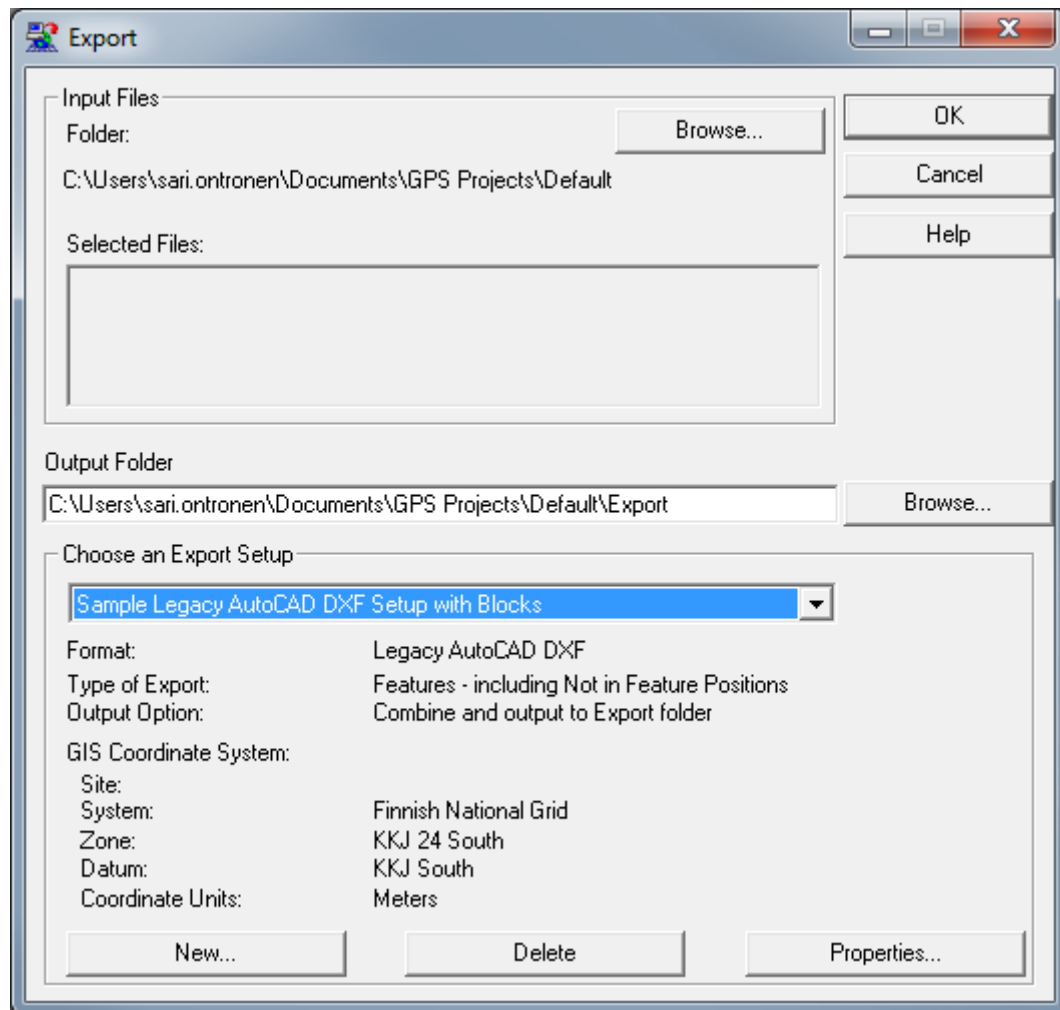 Export
Input Files
Folder:
Browse...
C:\Users\sari.ontronen\Documents\GPS Projects\Default
Selected Files:
OK
Cancel
Help
Output Folder
C:\Users\sari.ontronen\Documents\GPS Projects\Default\Export
Browse...
Choose an Export Setup
Sample Legacy AutoCAD DXF Setup with Blocks
Format: Legacy AutoCAD DXF
Type of Export: Features - including Not in Feature Positions
Output Option: Combine and output to Export folder
GIS Coordinate System:
Site:
System: Finnish National Grid
Zone: KKJ 24 South
Datum: KKJ South
Coordinate Units: Meters
New...
Delete
Properties...